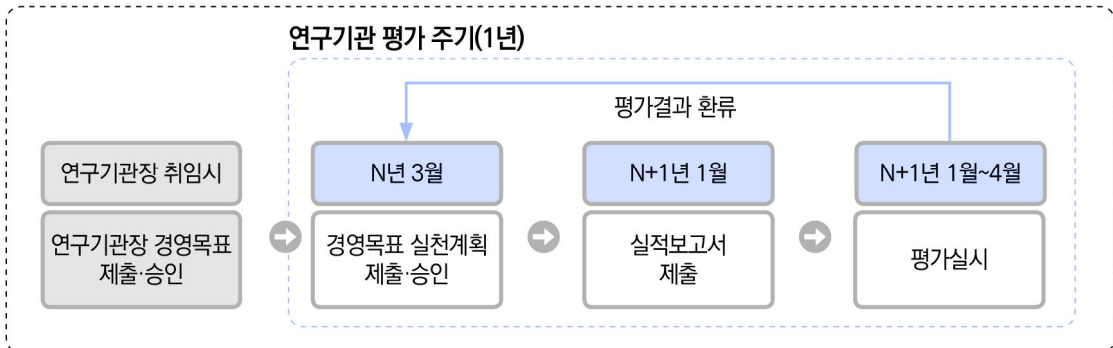 연구기관 평가 주기(1년)
평가결과 환류
연구기관장 취임시
N년 3월
N+1년 1월
N+1년 1월~4월
연구기관장 경영목표
제출·승인
경영목표 실천계획
제출·승인
실적보고서
제출
평가실시